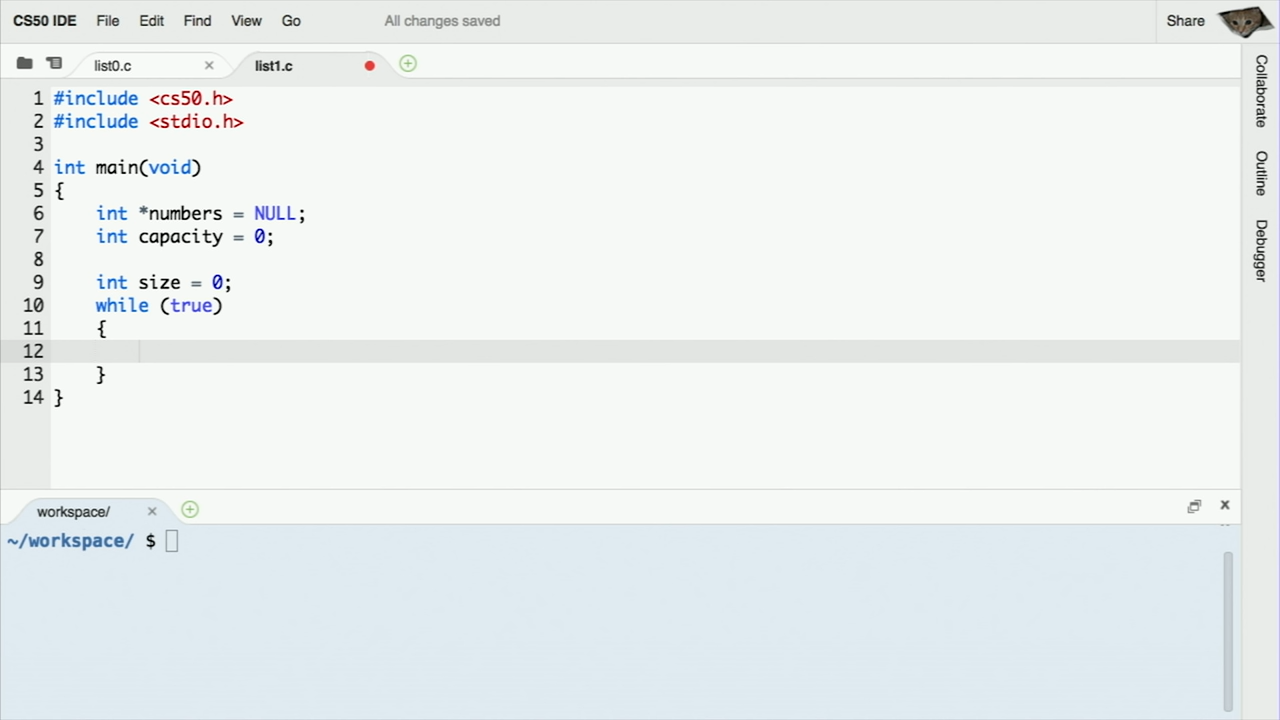 CS50 IDE File Edit Find View Go All changes saved Share
list0.c × list1.c
Collaborate
Outline
Debugger
1 #include <cs50.h>
2 #include <stdio.h>
3
4 int main(void)
5 {
6     int *numbers = NULL;
7     int capacity = 0;
8
9     int size = 0;
10     while (true)
11     {
12
13     }
14 }
workspace/ ×
~/workspace/ $